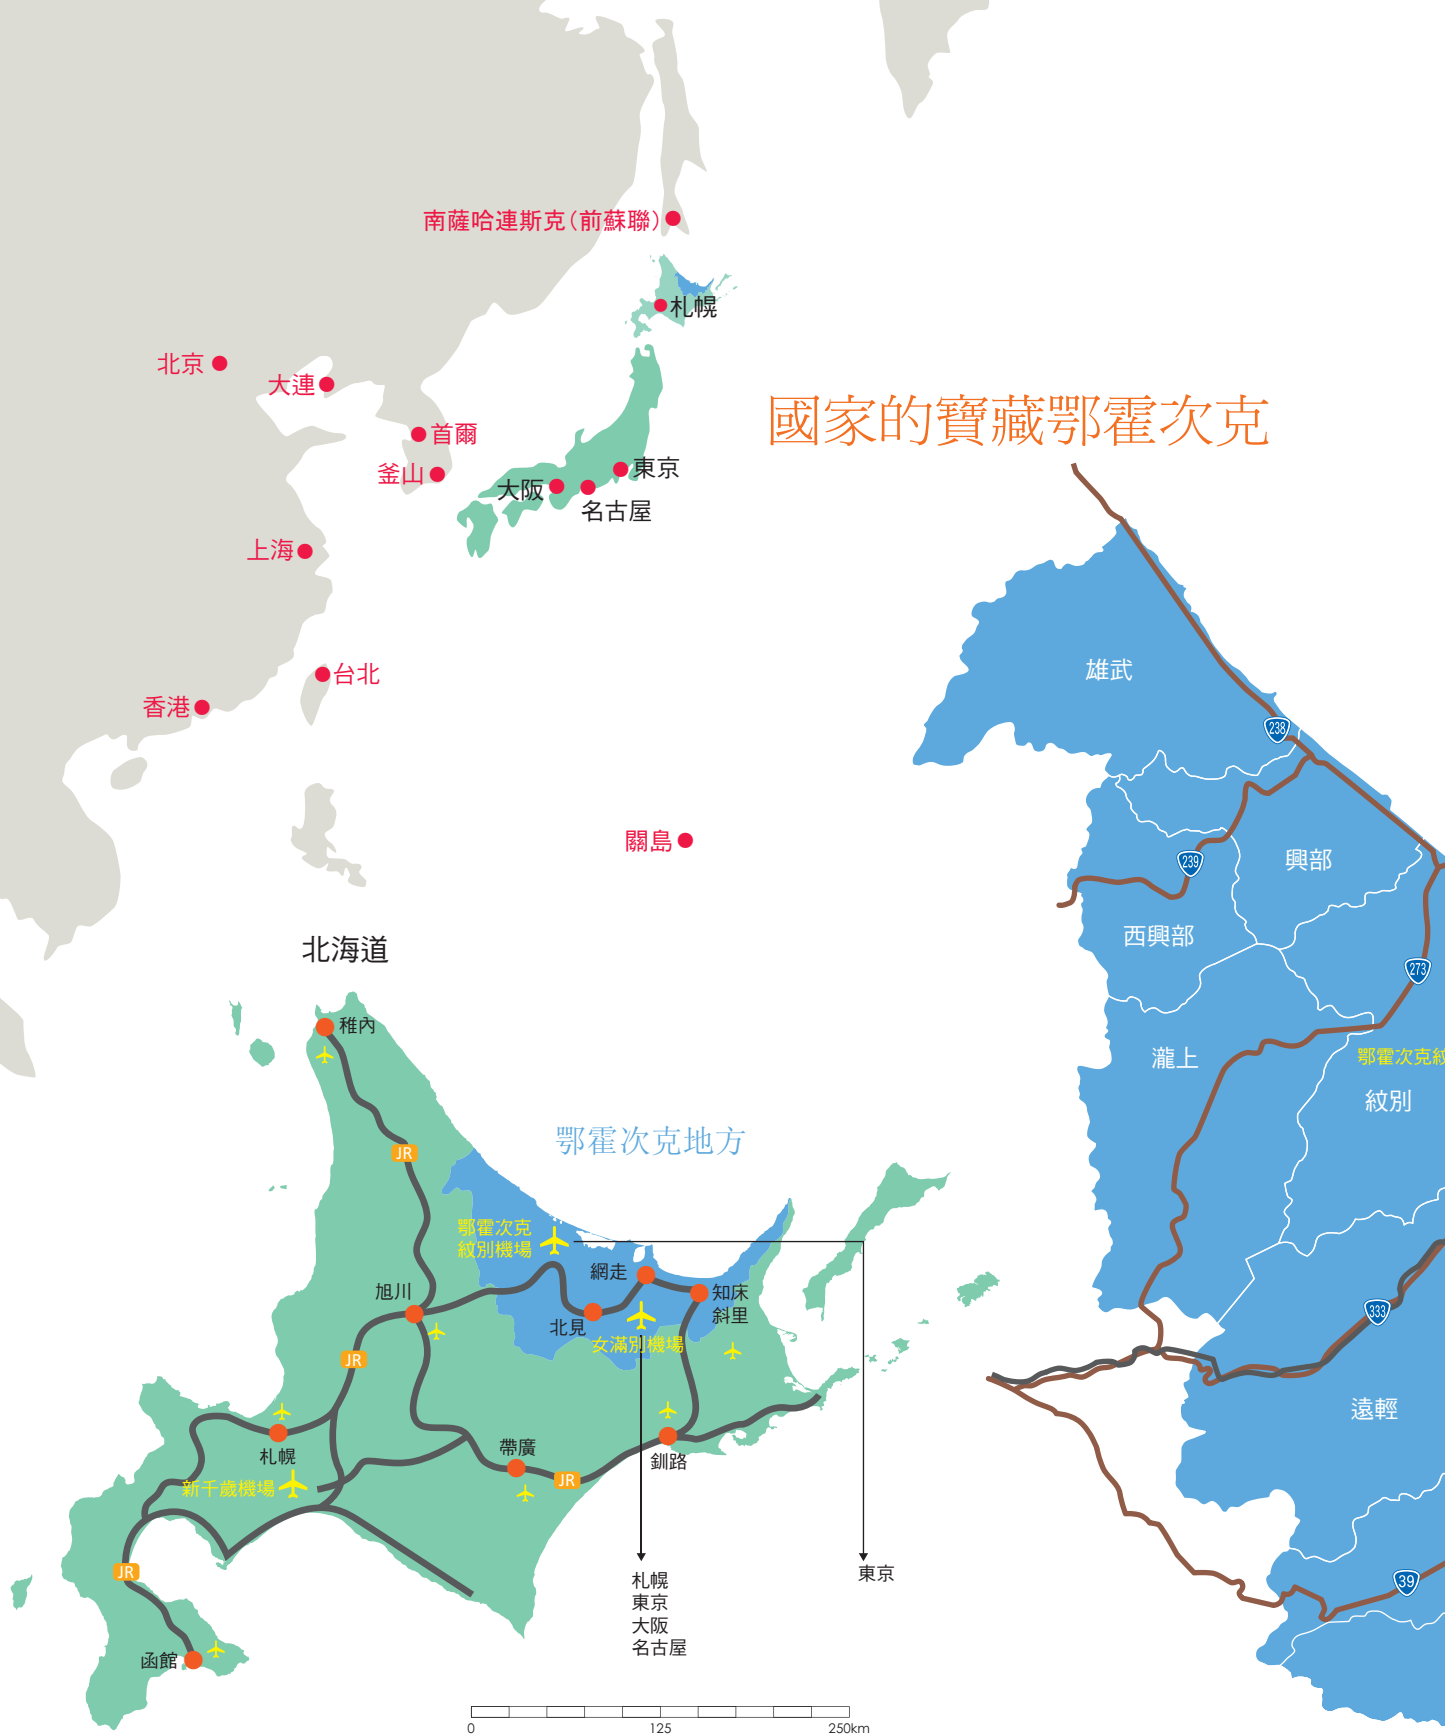 南薩哈連斯克(前蘇聯)
札幌
北京
大連
首爾
釜山
東京
大阪
名古屋
上海
台北
香港
關島
國家的寶藏鄂霍次克
雄武
238
239
興部
西興部
273
瀧上
鄂霍次克紋
紋別
333
遠輕
39
北海道
稚內
JR
鄂霍次克地方
鄂霍次克
紋別機場
網走
旭川
知床
斜里
北見
女滿別機場
JR
札幌
帶廣
釧路
JR
新千歲機場
JR
函館
札幌
東京
大阪
名古屋
東京
0
125
250km